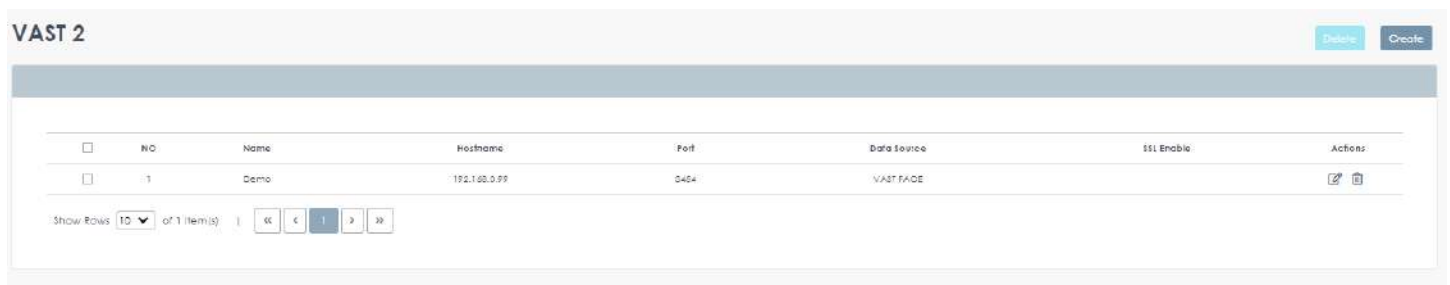 VAST 2
Delete Create
NO Name Hostname Port Data Source SSL Enable Actions
1 Demo 192.168.0.99 3454 VAST FACE
Show Rows 10 of 1 item(s) | « ‹ 1 › »